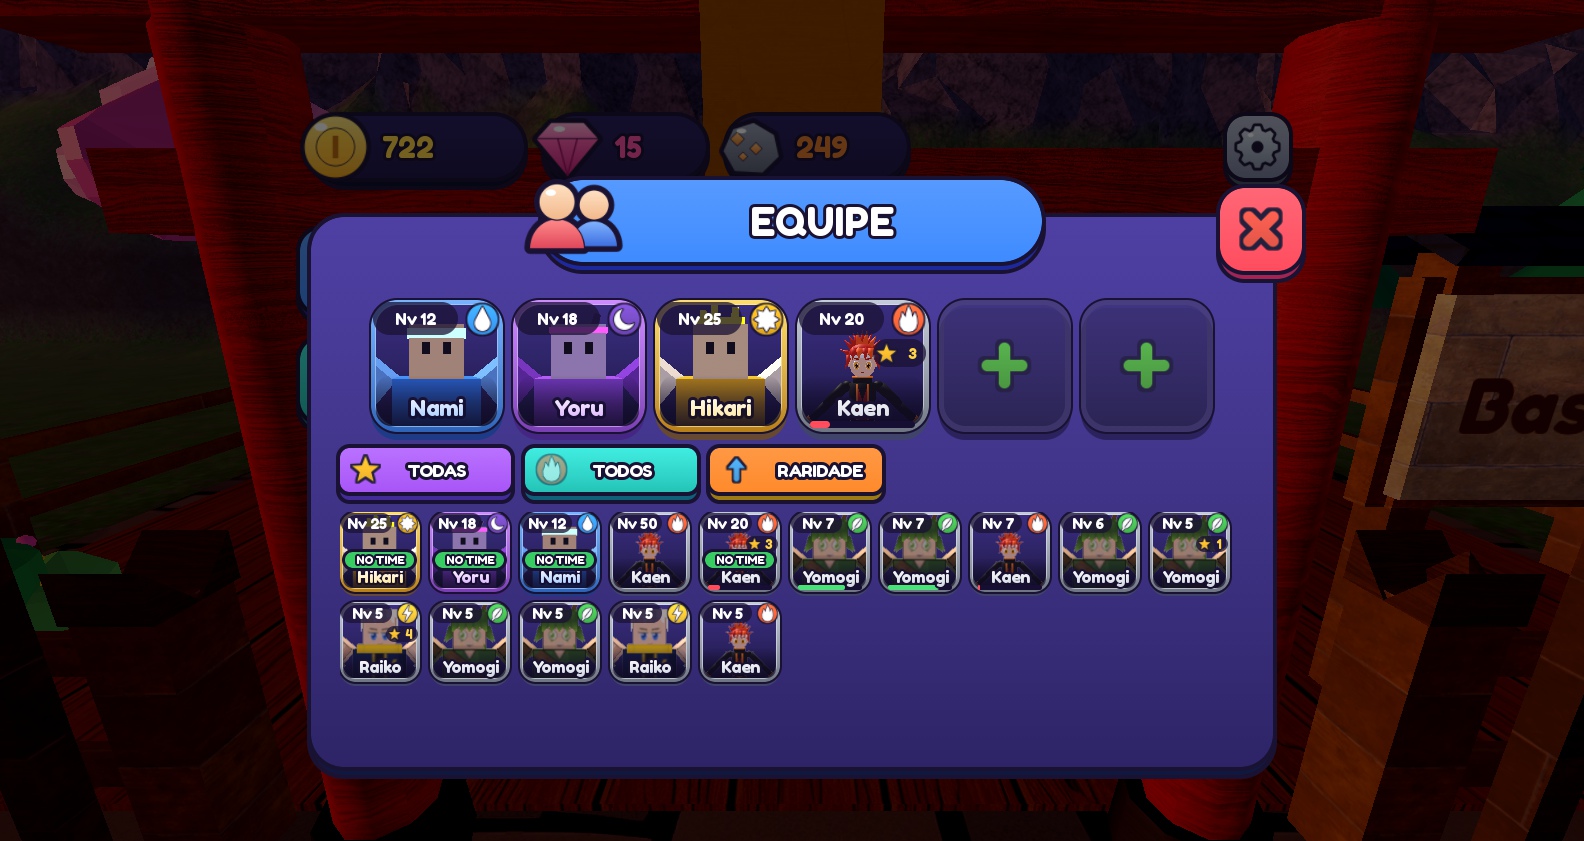 722 15 249
EQUIPE
Nv 12 Nv 18 Nv 25 Nv 20
3
Nami Yoru Hikari Kaen
TODAS TODOS RARIDADE
Nv 25 Nv 18 Nv 12 Nv 50 Nv 20 Nv 7 Nv 7 Nv 7 Nv 6 Nv 5
3 1
NO TIME NO TIME NO TIME NO TIME
Hikari Yoru Nami Kaen Kaen Yomogi Yomogi Kaen Yomogi Yomogi
Nv 5 Nv 5 Nv 5 Nv 5 Nv 5
4
Raiko Yomogi Yomogi Raiko Kaen
Bas